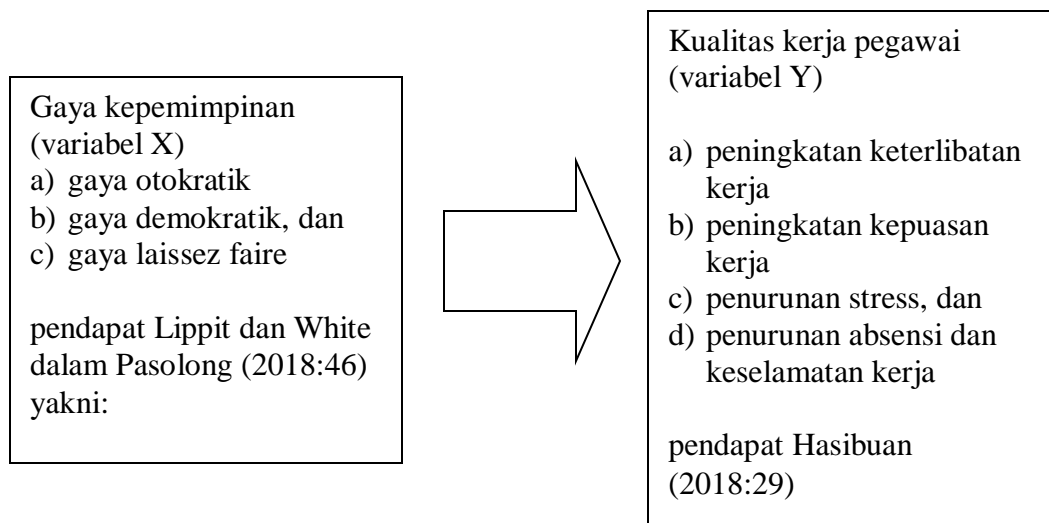 Gaya kepemimpinan
(variabel X)
a) gaya otokratik
b) gaya demokratik, dan
c) gaya laissez faire
pendapat Lippit dan White
dalam Pasolong (2018:46)
yakni:
Kualitas kerja pegawai
(variabel Y)
a) peningkatan keterlibatan
kerja
b) peningkatan kepuasan
kerja
c) penurunan stress, dan
d) penurunan absensi dan
keselamatan kerja
pendapat Hasibuan
(2018:29)